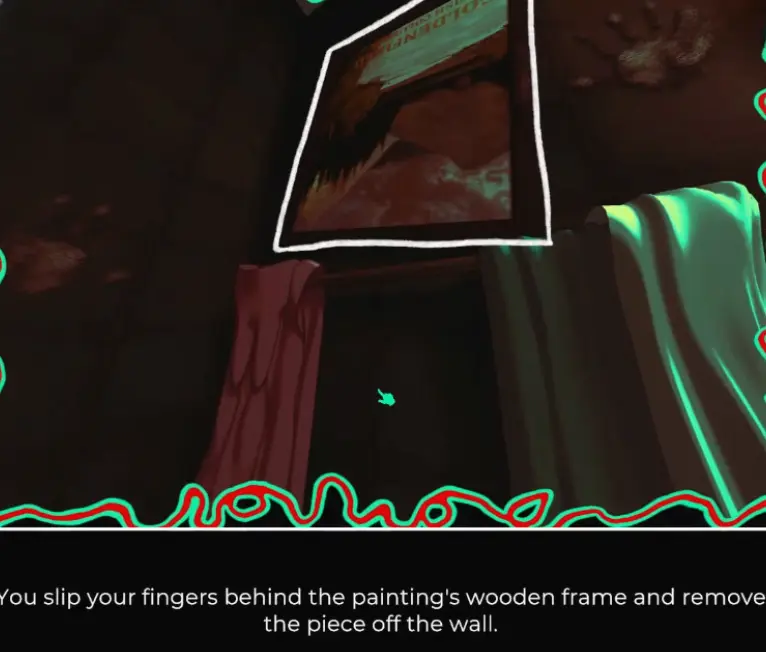 You slip your fingers behind the painting's wooden frame and remove
the piece off the wall.